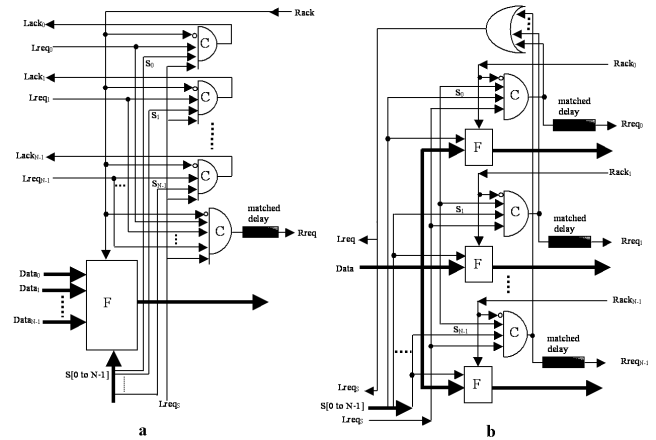 Lack0
Rack
Lreq0
C
S0
Lack1
Lreq1
C
S1
LackN-1
LreqN-1
C
SN-1
C
matched
delay
Rreq
Data0
Data1
DataN-1
F
S[0 to N-1]
LreqS
a
Rack0
C
S0
matched
delay
Rreq0
F
Rack1
S1
C
matched
delay
Rreq1
Lreq
Data
F
RackN-1
SN-1
C
matched
delay
RreqN-1
LreqS
F
S[0 to N-1]
LreqS
b